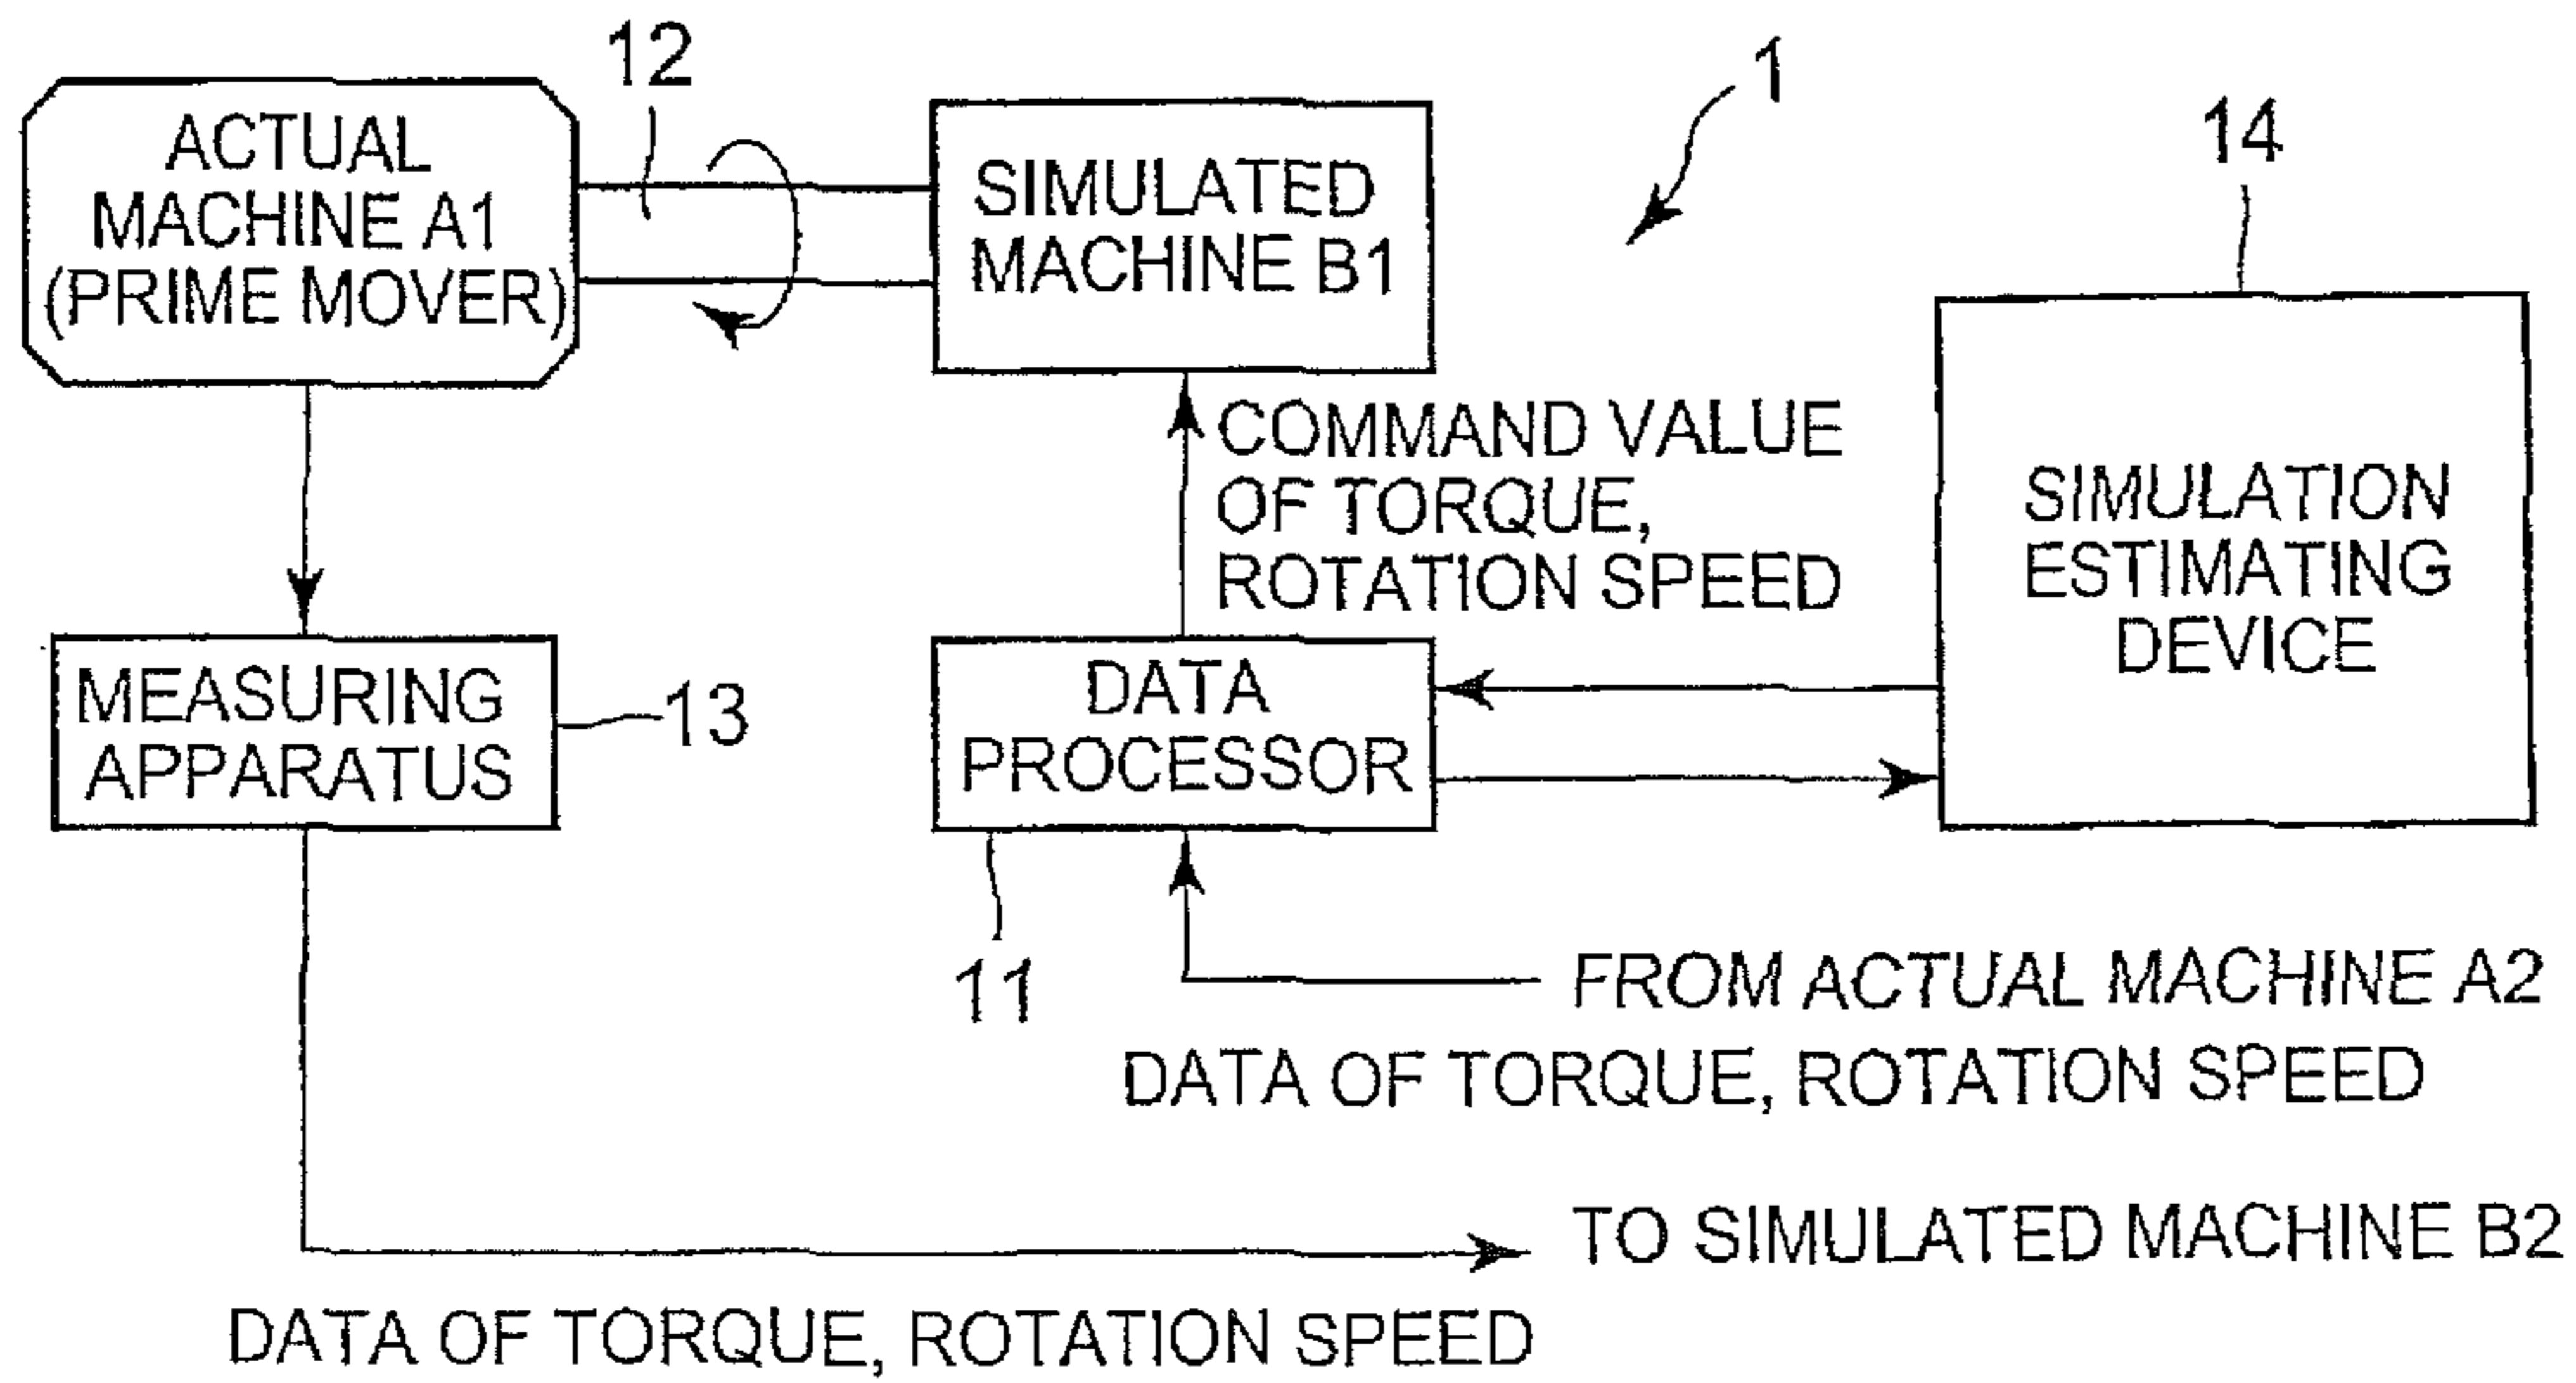 12
1
ACTUAL
MACHINE A1
(PRIME MOVER)
SIMULATED
MACHINE B1
14
COMMAND VALUE
OF TORQUE,
ROTATION SPEED
SIMULATION
ESTIMATING
DEVICE
MEASURING
APPARATUS
13
DATA
PROCESSOR
11
FROM ACTUAL MACHINE A2
DATA OF TORQUE, ROTATION SPEED
TO SIMULATED MACHINE B2
DATA OF TORQUE, ROTATION SPEED